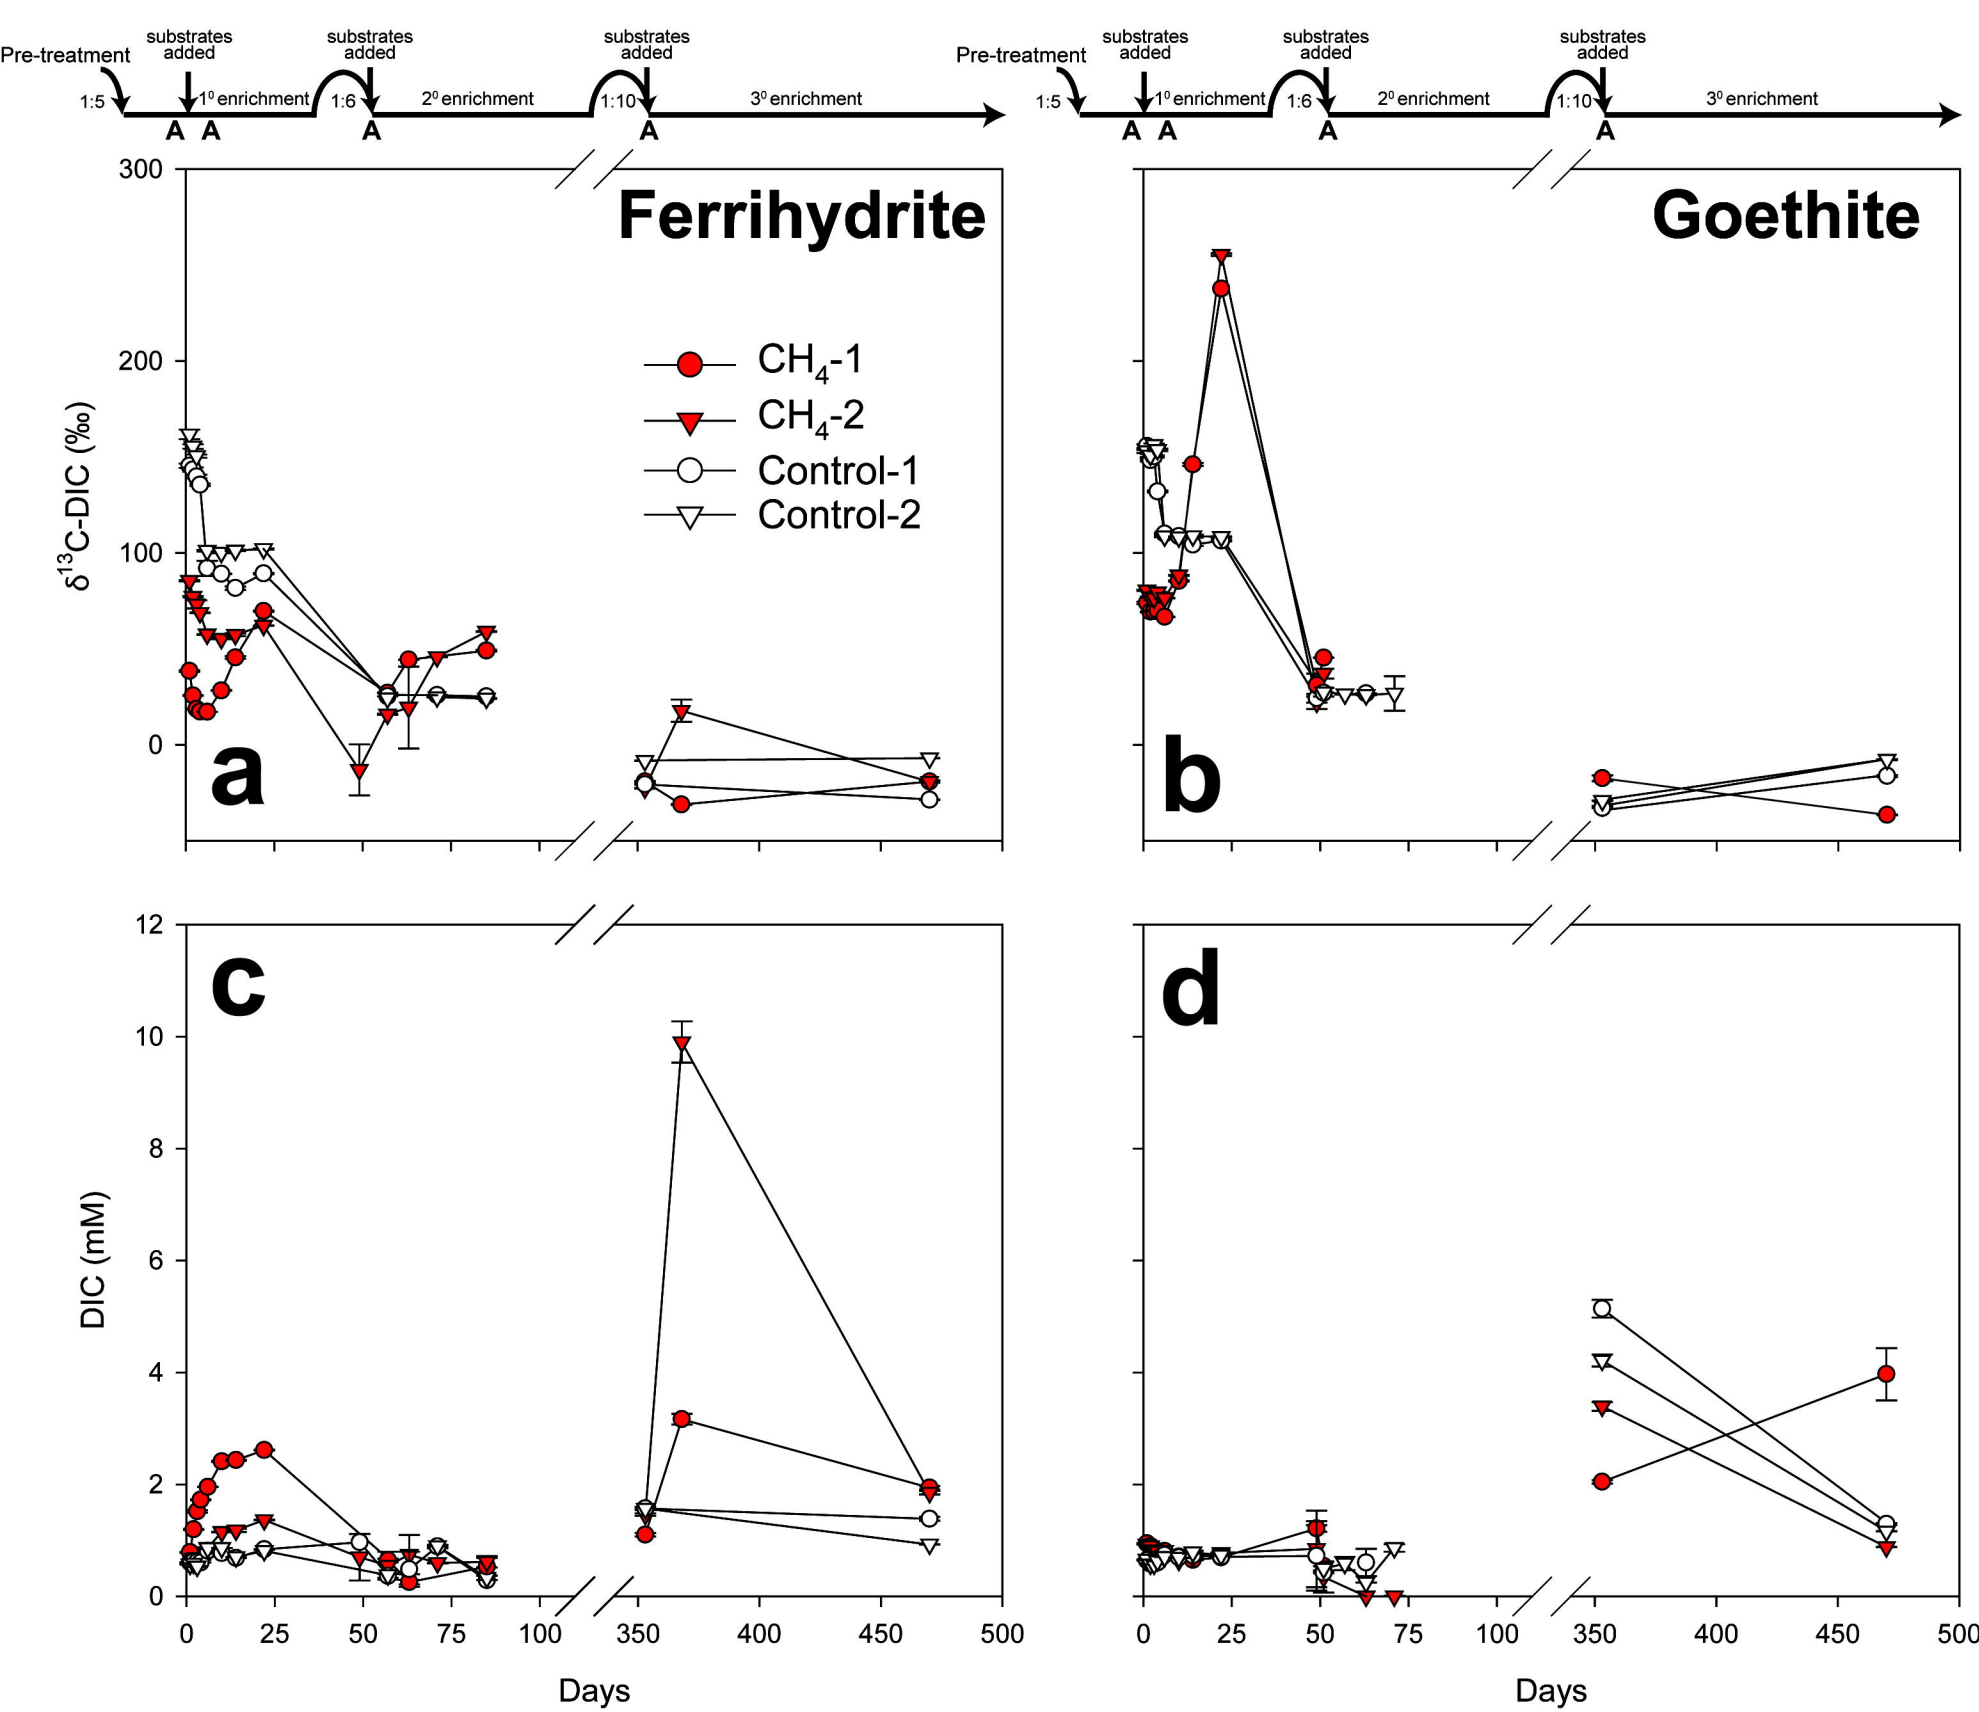 substrates added substrates added substrates added substrates added substrates added substrates added
Pre-treatment Pre-treatment
1:5 1⁰ enrichment 1:6 2⁰ enrichment 1:10 3⁰ enrichment 1:5 1⁰ enrichment 1:6 2⁰ enrichment 1:10 3⁰ enrichment
A A A A A A A A
300
Ferrihydrite Goethite
200
100
0
δ¹³C-DIC (‰)
CH₄-1
CH₄-2
Control-1
Control-2
a b
12
10
8
6
4
2
0
DIC (mM)
c d
0 25 50 75 100 350 400 450 500 0 25 50 75 100 350 400 450 500
Days Days